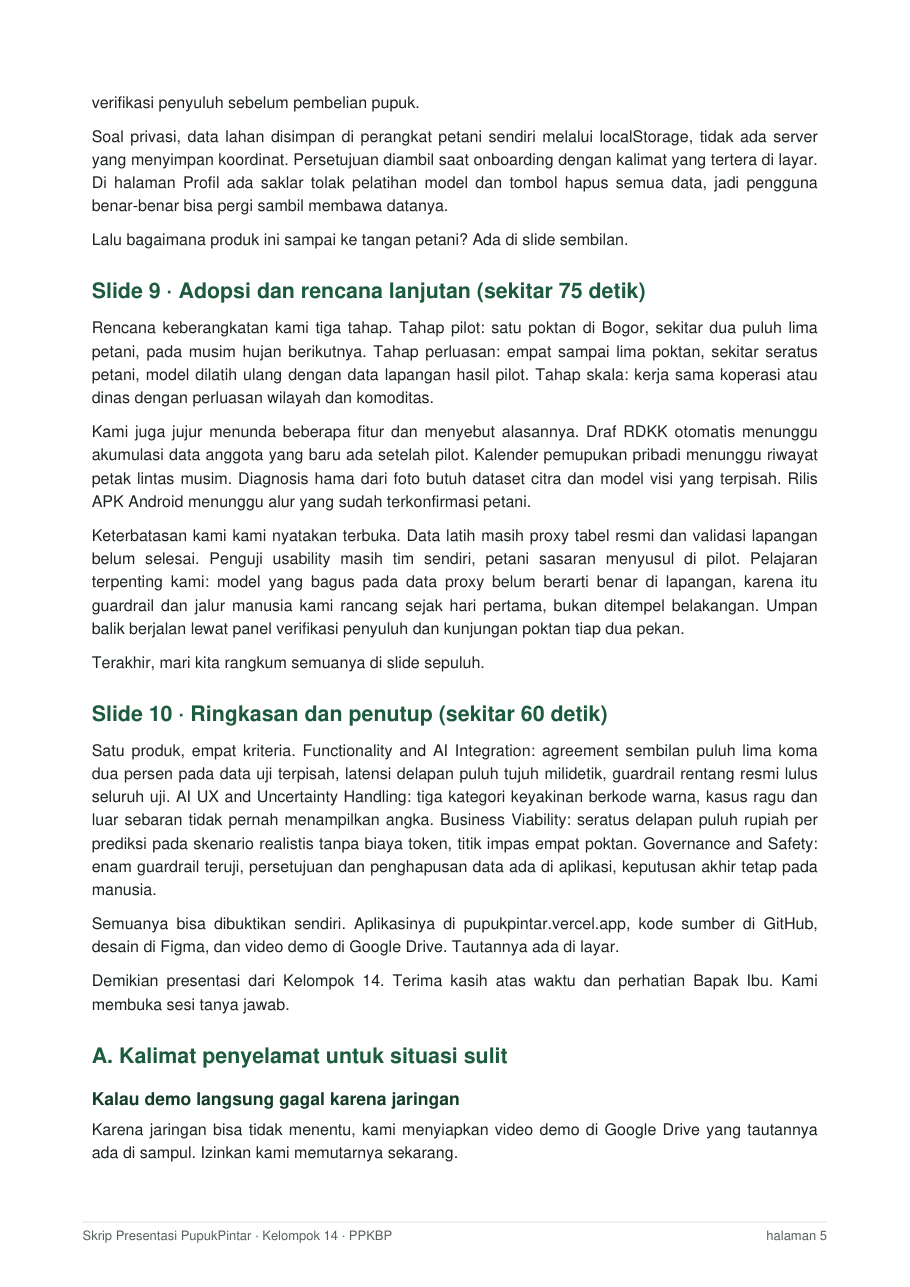 verifikasi penyuluh sebelum pembelian pupuk.
Soal privasi, data lahan disimpan di perangkat petani sendiri melalui localStorage, tidak ada server
yang menyimpan koordinat. Persetujuan diambil saat onboarding dengan kalimat yang tertera di layar.
Di halaman Profil ada saklar tolak pelatihan model dan tombol hapus semua data, jadi pengguna
benar-benar bisa pergi sambil membawa datanya.
Lalu bagaimana produk ini sampai ke tangan petani? Ada di slide sembilan.
Slide 9 · Adopsi dan rencana lanjutan (sekitar 75 detik)
Rencana keberangkatan kami tiga tahap. Tahap pilot: satu poktan di Bogor, sekitar dua puluh lima
petani, pada musim hujan berikutnya. Tahap perluasan: empat sampai lima poktan, sekitar seratus
petani, model dilatih ulang dengan data lapangan hasil pilot. Tahap skala: kerja sama koperasi atau
dinas dengan perluasan wilayah dan komoditas.
Kami juga jujur menunda beberapa fitur dan menyebut alasannya. Draf RDKK otomatis menunggu
akumulasi data anggota yang baru ada setelah pilot. Kalender pemupukan pribadi menunggu riwayat
petak lintas musim. Diagnosis hama dari foto butuh dataset citra dan model visi yang terpisah. Rilis
APK Android menunggu alur yang sudah terkonfirmasi petani.
Keterbatasan kami kami nyatakan terbuka. Data latih masih proxy tabel resmi dan validasi lapangan
belum selesai. Penguji usability masih tim sendiri, petani sasaran menyusul di pilot. Pelajaran
terpenting kami: model yang bagus pada data proxy belum berarti benar di lapangan, karena itu
guardrail dan jalur manusia kami rancang sejak hari pertama, bukan ditempel belakangan. Umpan
balik berjalan lewat panel verifikasi penyuluh dan kunjungan poktan tiap dua pekan.
Terakhir, mari kita rangkum semuanya di slide sepuluh.
Slide 10 · Ringkasan dan penutup (sekitar 60 detik)
Satu produk, empat kriteria. Functionality and AI Integration: agreement sembilan puluh lima koma
dua persen pada data uji terpisah, latensi delapan puluh tujuh milidetik, guardrail rentang resmi lulus
seluruh uji. AI UX and Uncertainty Handling: tiga kategori keyakinan berkode warna, kasus ragu dan
luar sebaran tidak pernah menampilkan angka. Business Viability: seratus delapan puluh rupiah per
prediksi pada skenario realistis tanpa biaya token, titik impas empat poktan. Governance and Safety:
enam guardrail teruji, persetujuan dan penghapusan data ada di aplikasi, keputusan akhir tetap pada
manusia.
Semuanya bisa dibuktikan sendiri. Aplikasinya di pupukpintar.vercel.app, kode sumber di GitHub,
desain di Figma, dan video demo di Google Drive. Tautannya ada di layar.
Demikian presentasi dari Kelompok 14. Terima kasih atas waktu dan perhatian Bapak Ibu. Kami
membuka sesi tanya jawab.
A. Kalimat penyelamat untuk situasi sulit
Kalau demo langsung gagal karena jaringan
Karena jaringan bisa tidak menentu, kami menyiapkan video demo di Google Drive yang tautannya
ada di sampul. Izinkan kami memutarnya sekarang.
Skrip Presentasi PupukPintar · Kelompok 14 · PPKBP
halaman 5